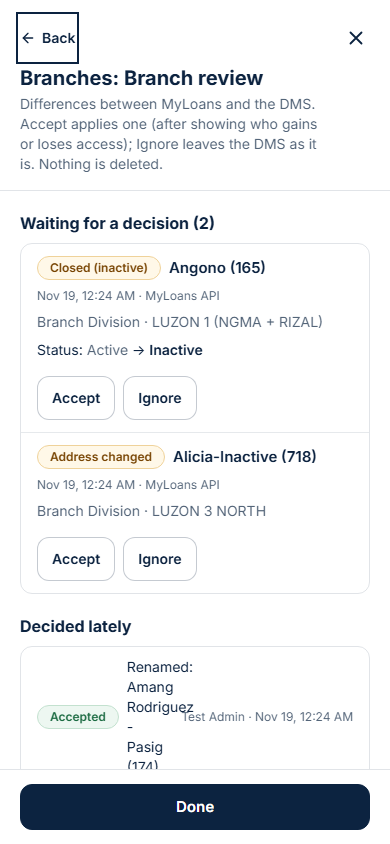 ← Back
Branches: Branch review
Differences between MyLoans and the DMS.
Accept applies one (after showing who gains
or loses access); Ignore leaves the DMS as it
is. Nothing is deleted.
Waiting for a decision (2)
Closed (inactive) Angono (165)
Nov 19, 12:24 AM · MyLoans API
Branch Division · LUZON 1 (NGMA + RIZAL)
Status: Active → Inactive
Accept Ignore
Address changed Alicia-Inactive (718)
Nov 19, 12:24 AM · MyLoans API
Branch Division · LUZON 3 NORTH
Accept Ignore
Decided lately
Renamed:
Amang
Rodriguez
Accepted - Test Admin · Nov 19, 12:24 AM
Pasig
(174)
Done